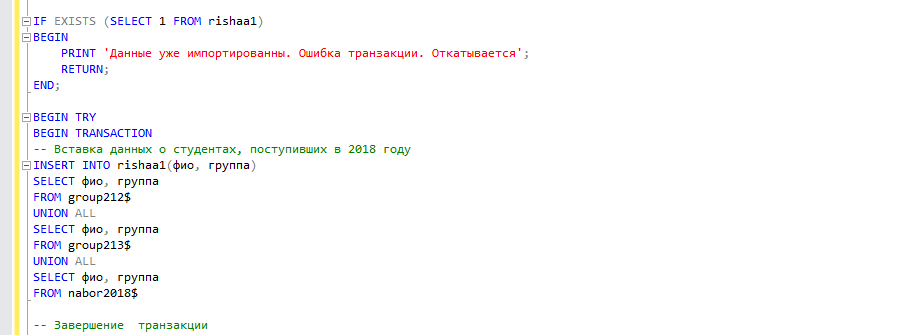 IF EXISTS (SELECT 1 FROM rishaa1)
BEGIN
    PRINT 'Данные уже импортированны. Ошибка транзакции. Откатывается';
    RETURN;
END;

BEGIN TRY
BEGIN TRANSACTION
-- Вставка данных о студентах, поступивших в 2018 году
INSERT INTO rishaa1(фио, группа)
SELECT фио, группа
FROM group212$
UNION ALL
SELECT фио, группа
FROM group213$
UNION ALL
SELECT фио, группа
FROM nabor2018$

-- Завершение  транзакции